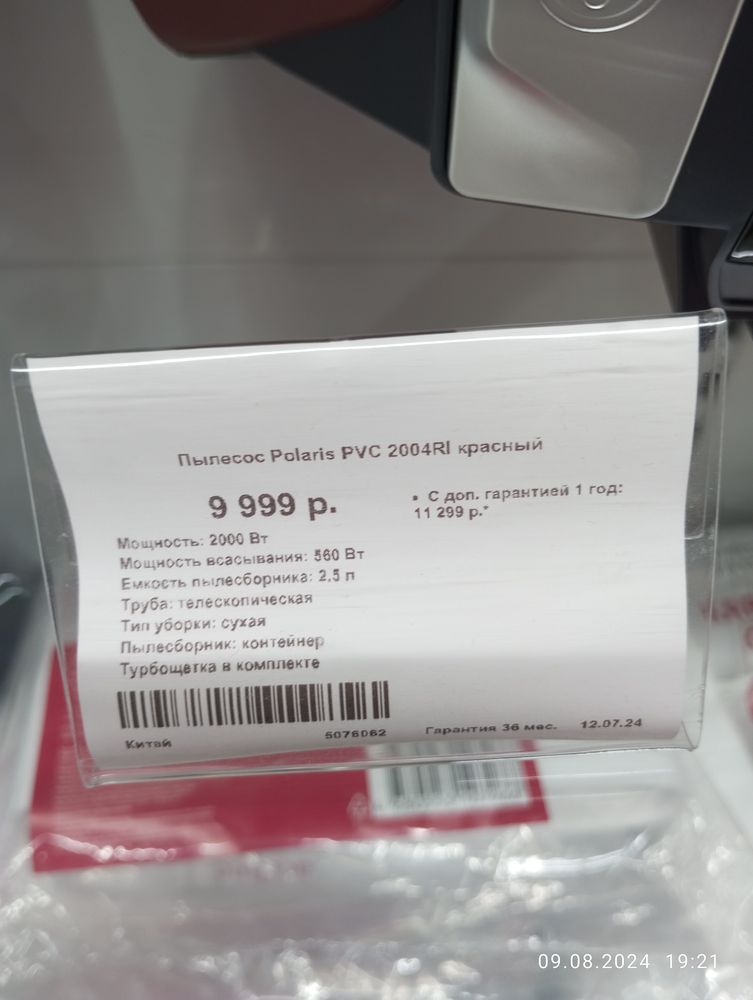 Пылесос Polaris PVC 2004RI красный
9 999 р.
• С доп. гарантией 1 год:
11 299 р.*
Мощность: 2000 Вт
Мощность всасывания: 560 Вт
Емкость пылесборника: 2,5 л
Труба: телескопическая
Тип уборки: сухая
Пылесборник: контейнер
Турбощетка в комплекте
Китай
5076062
Гарантия 36 мес.
12.07.24
09.08.2024 19:21